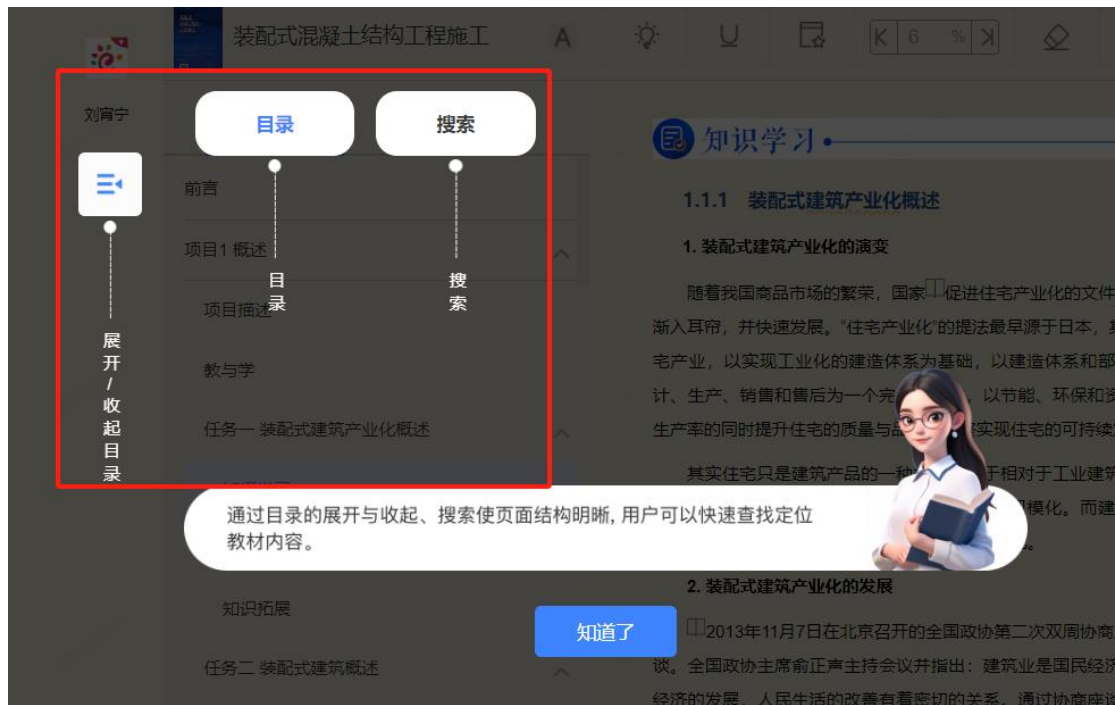 装配式混凝土结构工程施工
A
U
6 %
刘宵宁
目录
搜索
前言
项目1 概述
目录
搜索
展开/收起目录
项目描述
教与学
任务一 装配式建筑产业化概述
通过目录的展开与收起、搜索使页面结构明晰, 用户可以快速查找定位
教材内容。
知识拓展
任务二 装配式建筑概述
知道了
知识学习
1.1.1 装配式建筑产业化概述
1. 装配式建筑产业化的演变
随着我国商品市场的繁荣，国家促进住宅产业化的文件
渐入耳帘，并快速发展。“住宅产业化”的提法最早源于日本，
宅产业，以实现工业化的建造体系为基础，以建造体系和部
计、生产、销售和售后为一个完 以节能、环保和资
生产率的同时提升住宅的质量与品 实现住宅的可持续
其实住宅只是建筑产品的一种 于相对于工业建筑
模化。而建
2. 装配式建筑产业化的发展
2013年11月7日在北京召开的全国政协第二次双周协商
谈。全国政协主席俞正声主持会议并指出：建筑业是国民经济
经济的发展、人民生活的改善有着密切的关系，通过协商座谈